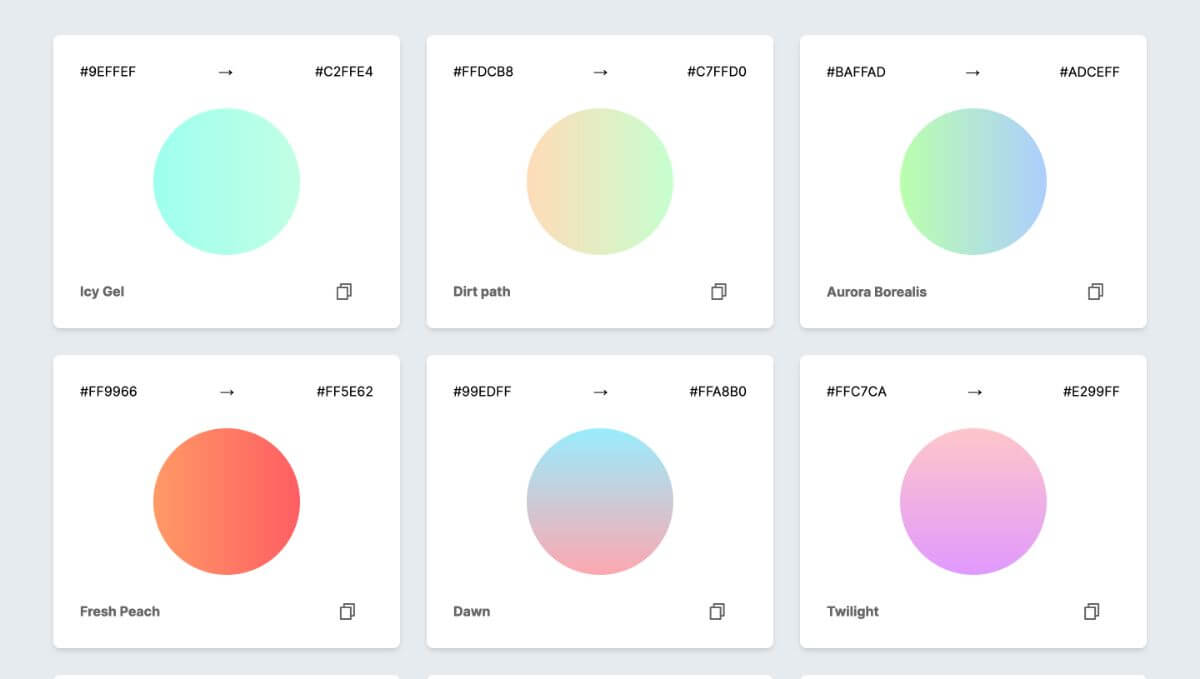 #9EFFEF → #C2FFE4
#FFDCB8 → #C7FFD0
#BAFFAD → #ADCEFF
Icy Gel
Dirt path
Aurora Borealis
#FF9966 → #FF5E62
#99EDFF → #FFA8B0
#FFC7CA → #E299FF
Fresh Peach
Dawn
Twilight